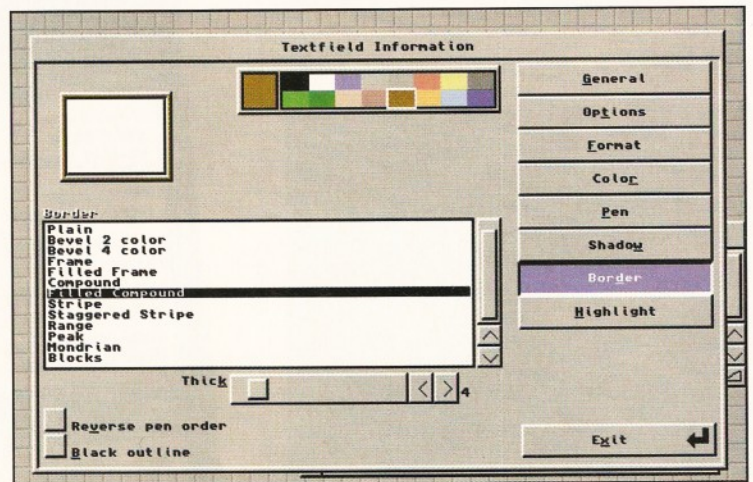 Textfield Information
General
Options
Format
Color
Pen
Shadow
Border
Highlight
Border
Plain
Bevel 2 color
Bevel 4 color
Frame
Filled Frame
Compound
Filled Compound
Stripe
Staggered Stripe
Range
Peak
Mondrian
Blocks
Thick
4
Reverse pen order
Black outline
Exit